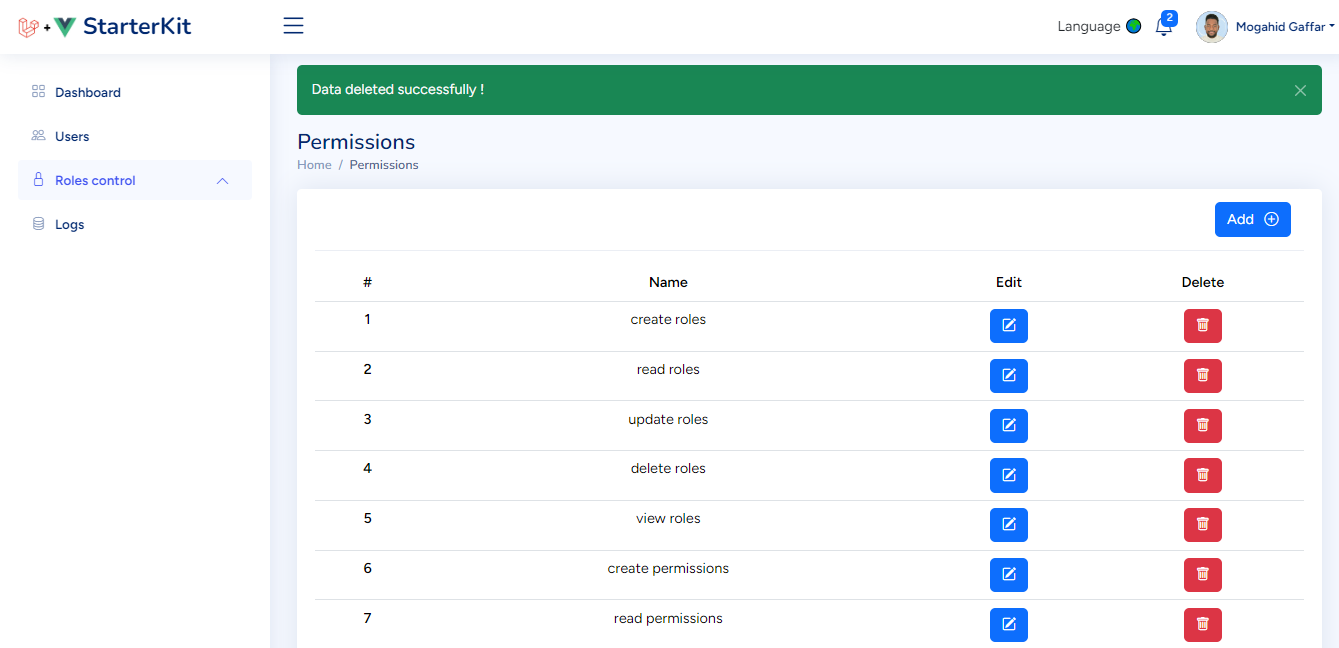 + StarterKit
Language 2 Mogahid Gaffar
Dashboard
Users
Roles control
Logs
Data deleted successfully !
Permissions
Home / Permissions
Add
# Name Edit Delete
1 create roles
2 read roles
3 update roles
4 delete roles
5 view roles
6 create permissions
7 read permissions